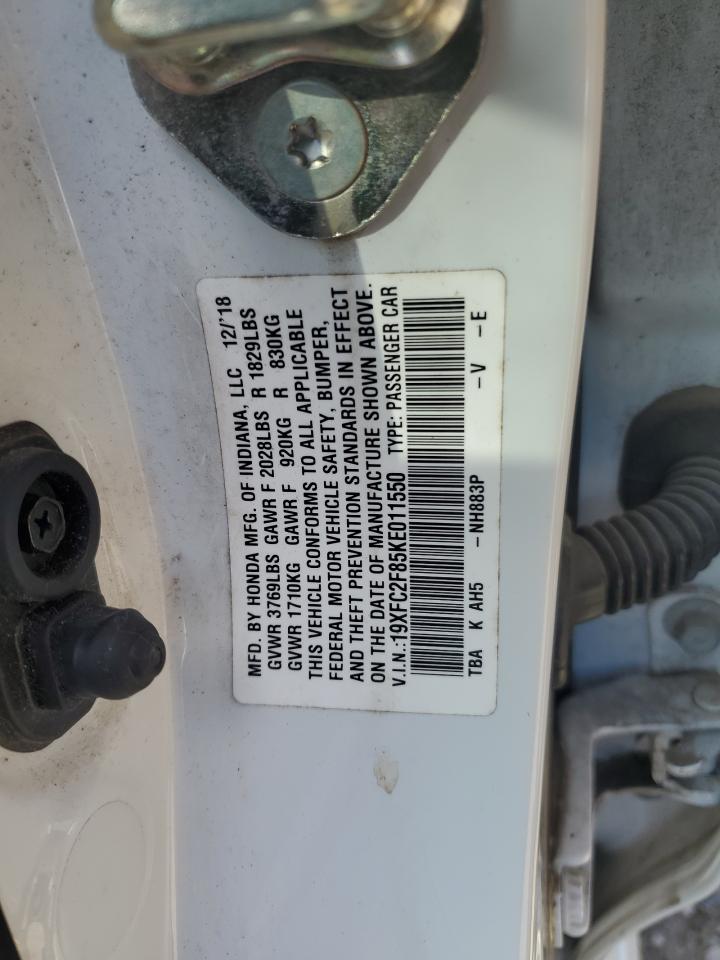 MFD. BY HONDA MFG. OF INDIANA, LLC 12/'18
GVWR 3769LBS GAWR F 2028LBS R 1829LBS
GVWR 1710KG GAWR F 920KG R 830KG
THIS VEHICLE CONFORMS TO ALL APPLICABLE
FEDERAL MOTOR VEHICLE SAFETY, BUMPER,
AND THEFT PREVENTION STANDARDS IN EFFECT
ON THE DATE OF MANUFACTURE SHOWN ABOVE.
V.I.N.:19XFC2F85KE011550 TYPE: PASSENGER CAR
TBA K AH5 -NH883P -V -E